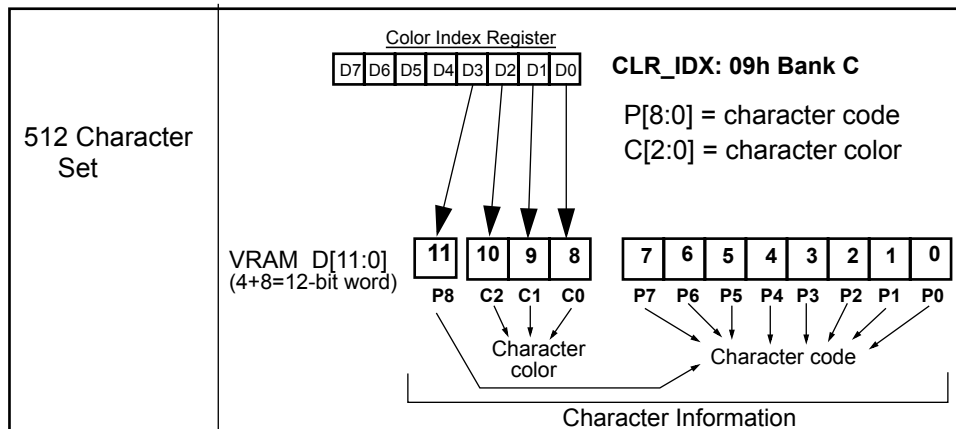 Color Index Register
D7 D6 D5 D4 D3 D2 D1 D0
CLR_IDX: 09h Bank C
P[8:0] = character code
C[2:0] = character color
512 Character
Set
VRAM D[11:0]
(4+8=12-bit word)
11 10 9 8 7 6 5 4 3 2 1 0
P8 C2 C1 C0 P7 P6 P5 P4 P3 P2 P1 P0
Character
color
Character code
Character Information